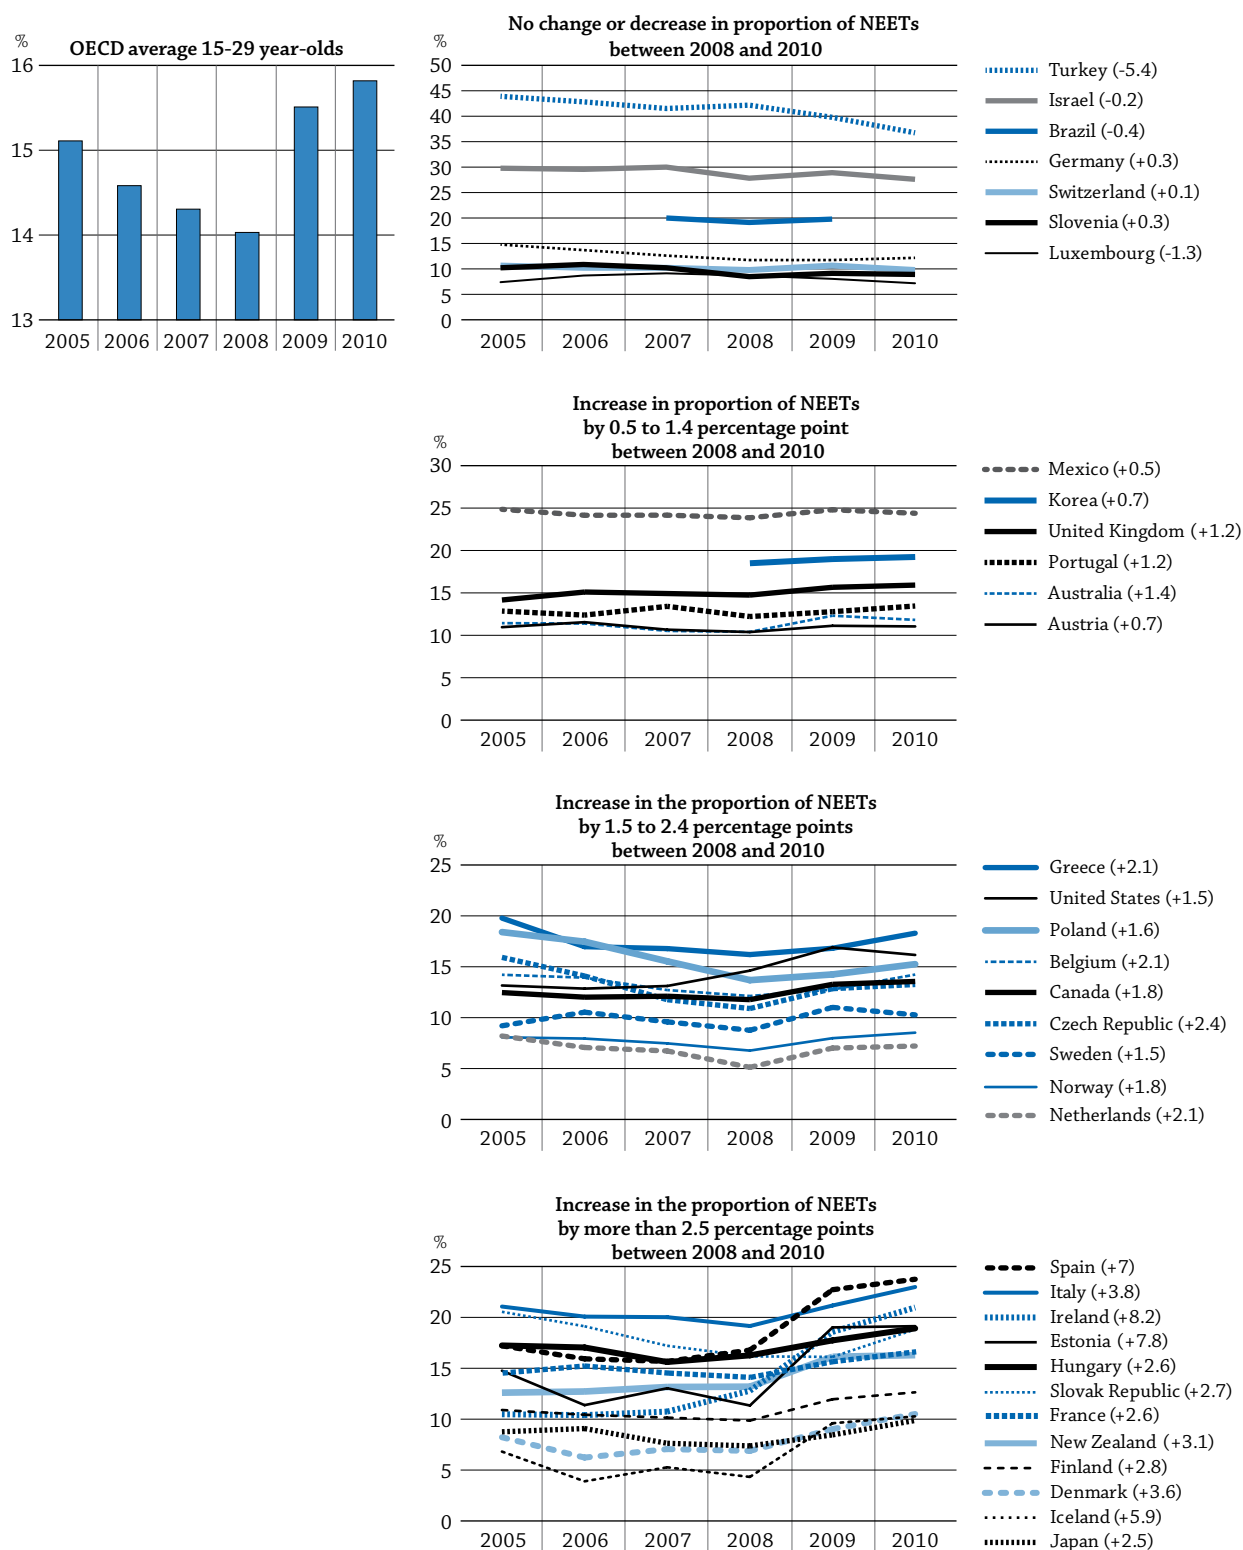 %
OECD average 15-29 year-olds
16
15
14
13
2005 2006 2007 2008 2009 2010
No change or decrease in proportion of NEETs
between 2008 and 2010
%
50
45
40
35
30
25
20
15
10
5
0
2005 2006 2007 2008 2009 2010
Turkey (-5.4)
Israel (-0.2)
Brazil (-0.4)
Germany (+0.3)
Switzerland (+0.1)
Slovenia (+0.3)
Luxembourg (-1.3)
Increase in proportion of NEETs
by 0.5 to 1.4 percentage point
between 2008 and 2010
%
30
25
20
15
10
5
0
2005 2006 2007 2008 2009 2010
Mexico (+0.5)
Korea (+0.7)
United Kingdom (+1.2)
Portugal (+1.2)
Australia (+1.4)
Austria (+0.7)
Increase in the proportion of NEETs
by 1.5 to 2.4 percentage points
between 2008 and 2010
%
25
20
15
10
5
0
2005 2006 2007 2008 2009 2010
Greece (+2.1)
United States (+1.5)
Poland (+1.6)
Belgium (+2.1)
Canada (+1.8)
Czech Republic (+2.4)
Sweden (+1.5)
Norway (+1.8)
Netherlands (+2.1)
Increase in the proportion of NEETs
by more than 2.5 percentage points
between 2008 and 2010
%
25
20
15
10
5
0
2005 2006 2007 2008 2009 2010
Spain (+7)
Italy (+3.8)
Ireland (+8.2)
Estonia (+7.8)
Hungary (+2.6)
Slovak Republic (+2.7)
France (+2.6)
New Zealand (+3.1)
Finland (+2.8)
Denmark (+3.6)
Iceland (+5.9)
Japan (+2.5)